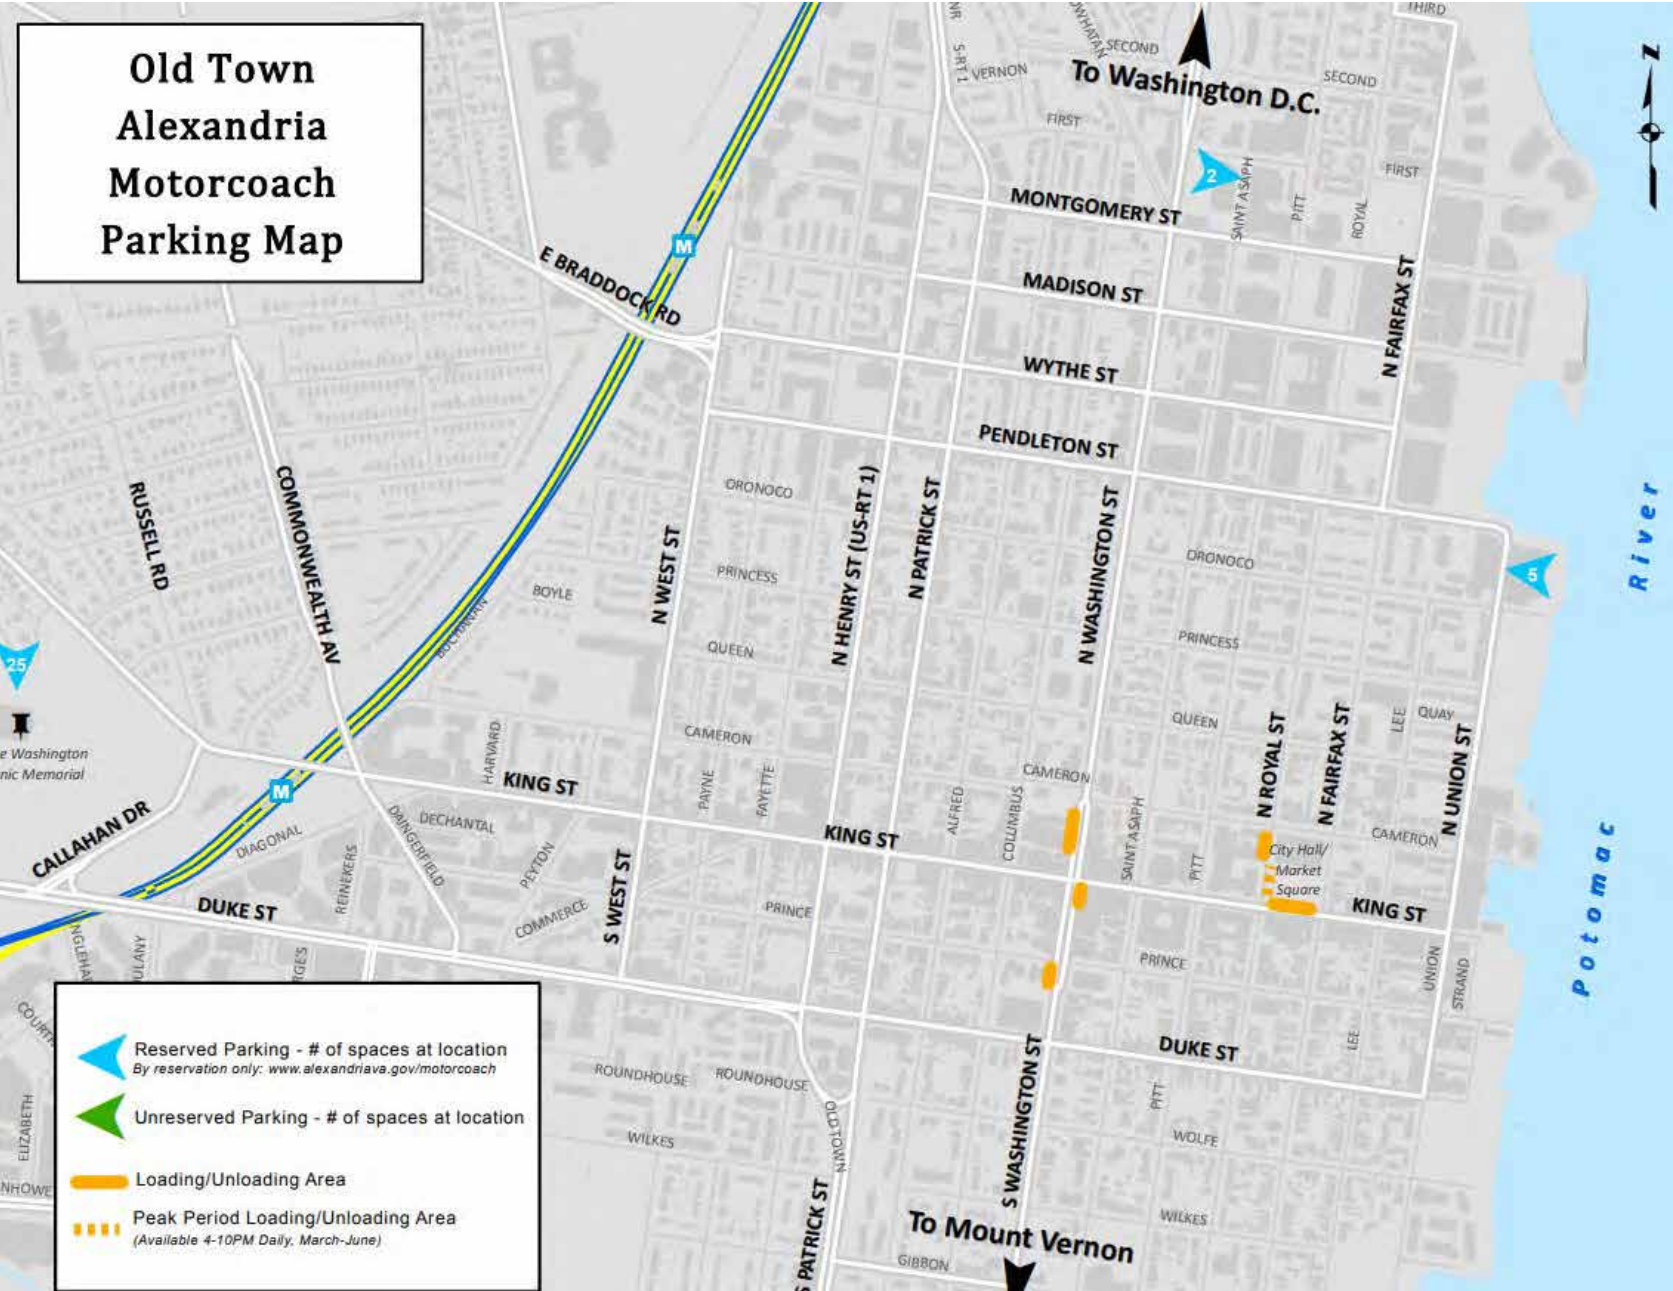 Old Town
Alexandria
Motorcoach
Parking Map
THIRD
SECOND
SECOND
VERNON
To Washington D.C.
FIRST
FIRST
2
SAINT ASAPH
PITT
ROYAL
MONTGOMERY ST
M
E BRADDOCK RD
MADISON ST
N FAIRFAX ST
WYTHE ST
PENDLETON ST
RUSSELL RD
COMMONWEALTH AV
ORONOCO
N HENRY ST (US-RT 1)
N PATRICK ST
N WASHINGTON ST
N WEST ST
ORONOCO
River
5
PRINCESS
BOYLE
BUCHANAN
PRINCESS
QUEEN
25
e Washington
nic Memorial
QUEEN
N ROYAL ST
N FAIRFAX ST
LEE
QUAY
N UNION ST
CAMERON
HARVARD
KING ST
PAYNE
FAYETTE
CAMERON
M
CALLAHAN DR
DIAGONAL
DAINGERFIELD
DECHANTAL
KING ST
ALFRED
COLUMBUS
SAINT ASAPH
PITT
CAMERON
City Hall/
Market
Square
KING ST
Potomac
REINEKERS
PEYTON
COMMERCE
S WEST ST
PRINCE
DUKE ST
PRINCE
UNION
STRAND
DUKE ST
LEE
Reserved Parking - # of spaces at location
By reservation only: www.alexandriava.gov/motorcoach
Unreserved Parking - # of spaces at location
Loading/Unloading Area
Peak Period Loading/Unloading Area
(Available 4-10PM Daily, March-June)
ELIZABETH
ROUNDHOUSE
ROUNDHOUSE
OLD TOWN
WILKES
S PATRICK ST
S WASHINGTON ST
PITT
WOLFE
WILKES
To Mount Vernon
GIBBON
N